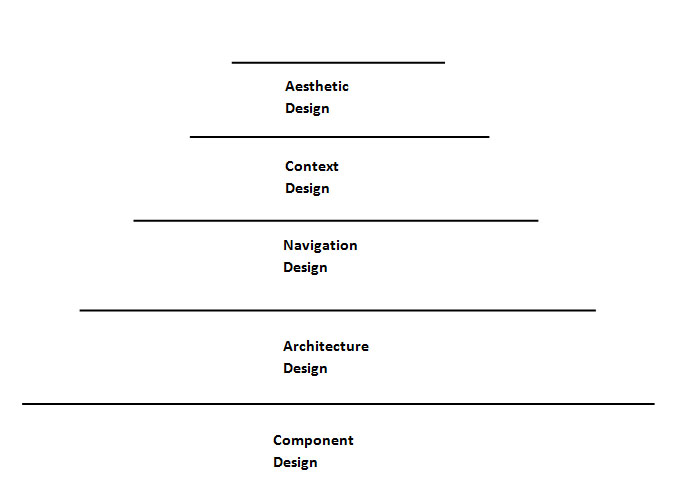 Aesthetic
Design
Context
Design
Navigation
Design
Architecture
Design
Component
Design